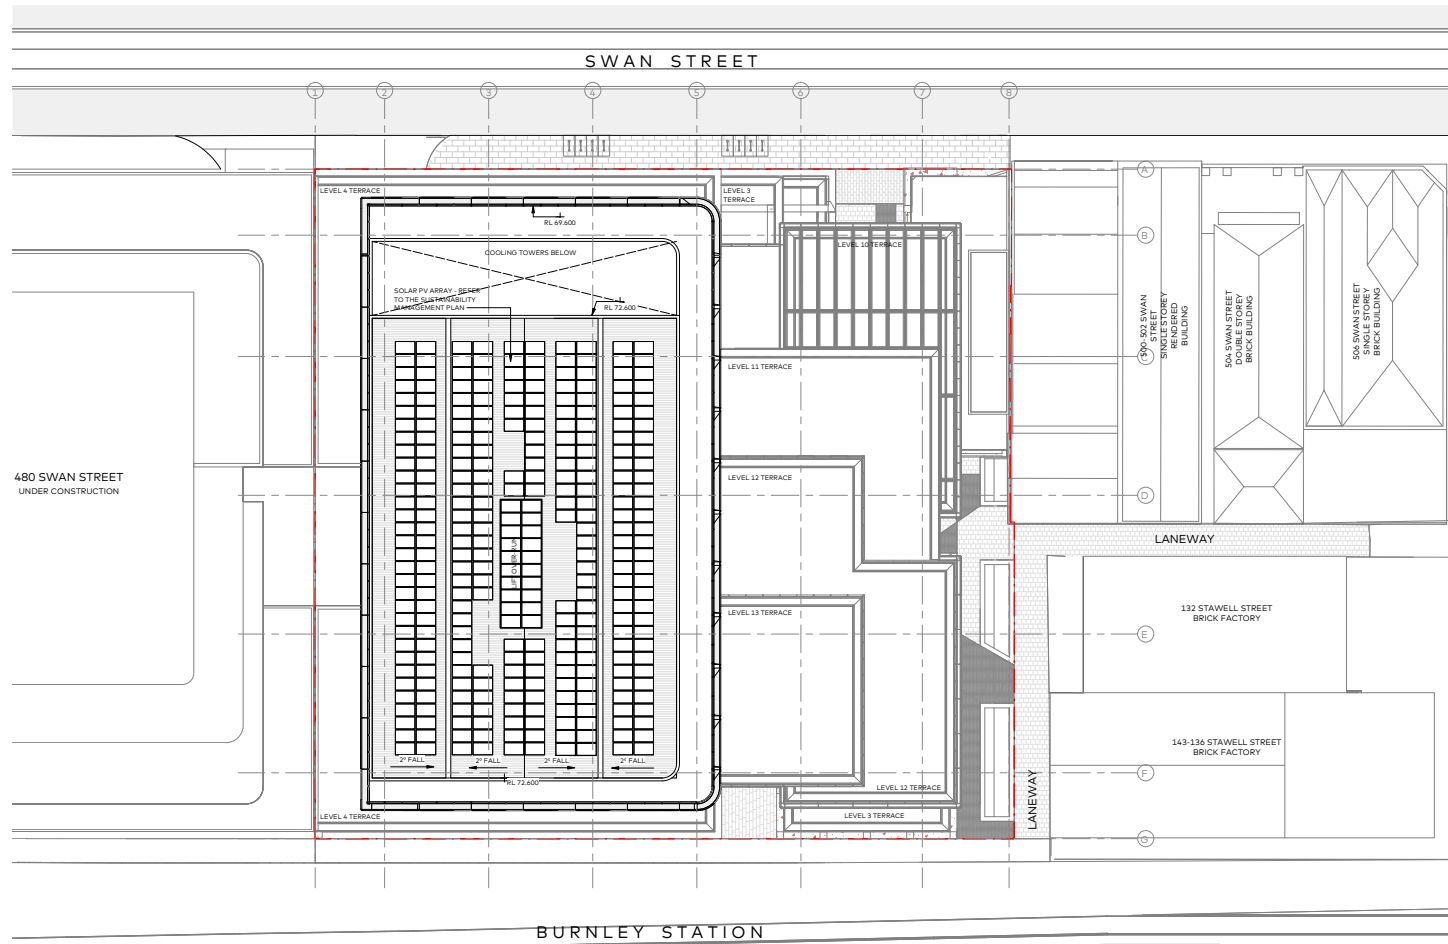 SWAN STREET
1
2
3
4
5
6
7
8
A
LEVEL 4 TERRACE
LEVEL 3
TERRACE
RL 69.600
B
LEVEL 10 TERRACE
COOLING TOWERS BELOW
SOLAR PV ARRAY - REFER
TO THE SUSTAINABILITY
MANAGEMENT PLAN
RL 72.600
500-502 SWAN
STREET
SINGLE STOREY
RENDERED
BUILDING
504 SWAN STREET
DOUBLE STOREY
BRICK BUILDING
506 SWAN STREET
SINGLE STOREY
BRICK BUILDING
C
LEVEL 11 TERRACE
480 SWAN STREET
UNDER CONSTRUCTION
LEVEL 12 TERRACE
D
LIFT OVER-RUN
LANEWAY
132 STAWELL STREET
BRICK FACTORY
LEVEL 13 TERRACE
E
143-136 STAWELL STREET
BRICK FACTORY
2° FALL
2° FALL
2° FALL
2° FALL
F
RL 72.600
LEVEL 12 TERRACE
LANEWAY
LEVEL 4 TERRACE
LEVEL 3 TERRACE
G
BURNLEY STATION